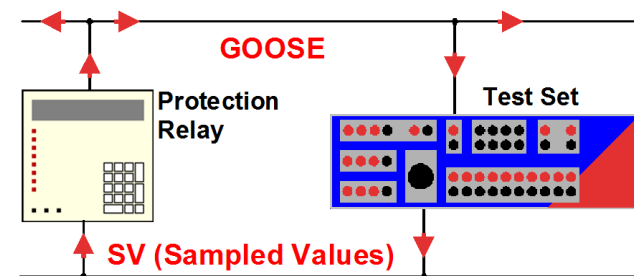 GOOSE
Protection
Relay
Test Set
SV (Sampled Values)